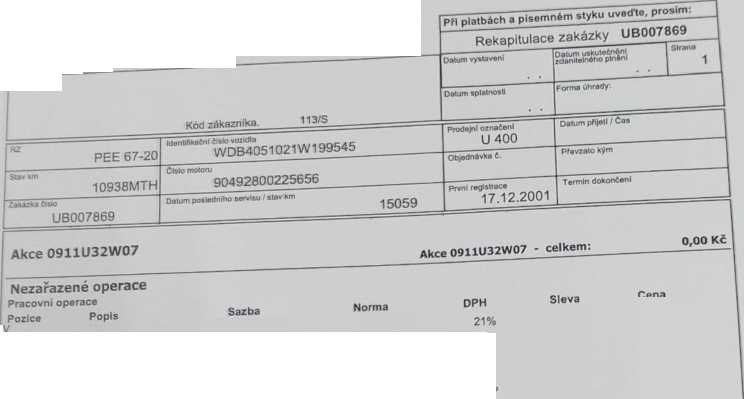 Při platbách a písemném styku uveďte, prosím:
Rekapitulace zakázky UB007869
Datum vystavení
. .
Datum uskutečnění zdanitelného plnění
. .
Strana
1
Datum splatnosti
. .
Forma úhrady:
Kód zákazníka. 113/S
RZ
PEE 67-20
Identifikační číslo vozidla
WDB4051021W199545
Prodejní označení
U 400
Datum přijetí / Čas
Stav km
10938MTH
Číslo motoru
90492800225656
Objednávka č.
Převzato kým
Zakázka číslo
UB007869
Datum posledního servisu / stav km
15059
První registrace
17.12.2001
Termín dokončení
Akce 0911U32W07
Akce 0911U32W07 - celkem: 0,00 Kč
Nezařazené operace
Pracovní operace
Pozice Popis Sazba Norma DPH Sleva Cena
21%